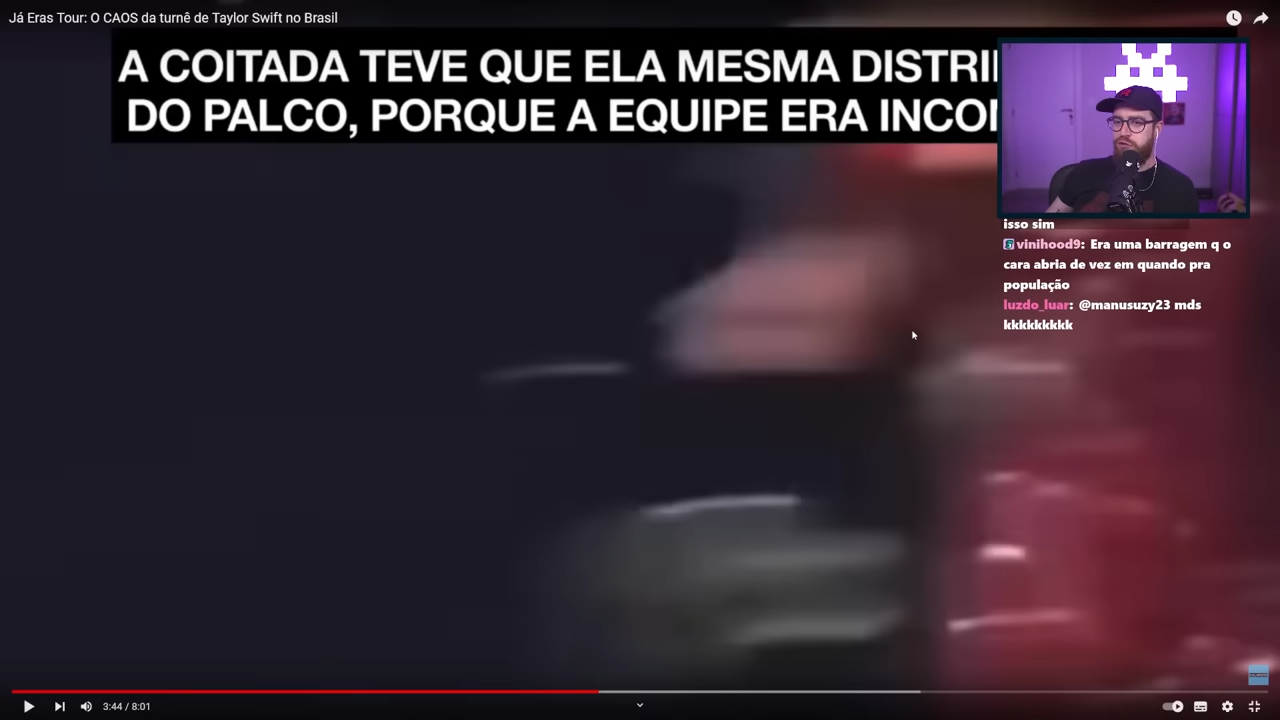 Já Eras Tour: O CAOS da turnê de Taylor Swift no Brasil
A COITADA TEVE QUE ELA MESMA
DO PALCO, PORQUE A EQUIPE ERA
isso sim
vinihood9: Era uma barragem q o
cara abria de vez em quando pra
população
luzdo_luar: @manusuzy23 mds
kkkkkkkkk
3:44 / 8:01